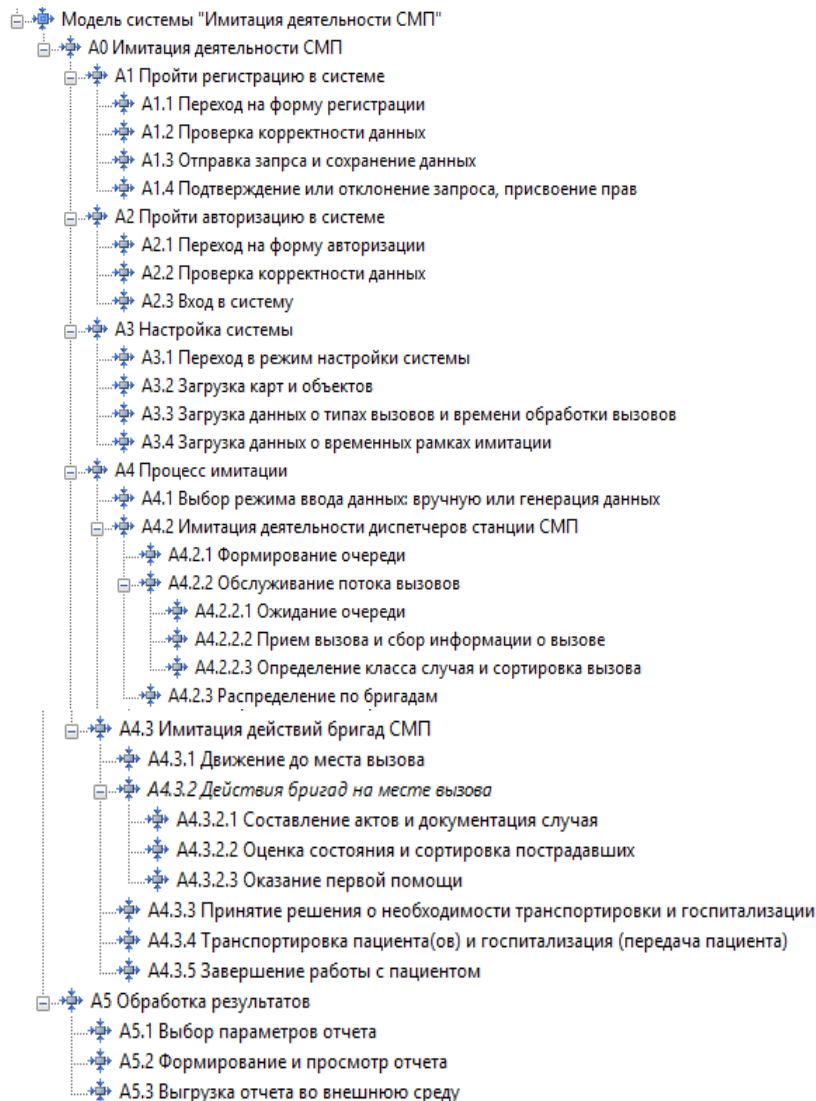 Модель системы "Имитация деятельности СМП"
А0 Имитация деятельности СМП
А1 Пройти регистрацию в системе
А1.1 Переход на форму регистрации
А1.2 Проверка корректности данных
А1.3 Отправка запрса и сохранение данных
А1.4 Подтверждение или отклонение запроса, присвоение прав
А2 Пройти авторизацию в системе
А2.1 Переход на форму авторизации
А2.2 Проверка корректности данных
А2.3 Вход в систему
А3 Настройка системы
А3.1 Переход в режим настройки системы
А3.2 Загрузка карт и объектов
А3.3 Загрузка данных о типах вызовов и времени обработки вызовов
А3.4 Загрузка данных о временных рамках имитации
А4 Процесс имитации
А4.1 Выбор режима ввода данных: вручную или генерация данных
А4.2 Имитация деятельности диспетчеров станции СМП
А4.2.1 Формирование очереди
А4.2.2 Обслуживание потока вызовов
А4.2.2.1 Ожидание очереди
А4.2.2.2 Прием вызова и сбор информации о вызове
А4.2.2.3 Определение класса случая и сортировка вызова
А4.2.3 Распределение по бригадам
А4.3 Имитация действий бригад СМП
А4.3.1 Движение до места вызова
А4.3.2 Действия бригад на месте вызова
А4.3.2.1 Составление актов и документация случая
А4.3.2.2 Оценка состояния и сортировка пострадавших
А4.3.2.3 Оказание первой помощи
А4.3.3 Принятие решения о необходимости транспортировки и госпитализации
А4.3.4 Транспортировка пациента(ов) и госпитализация (передача пациента)
А4.3.5 Завершение работы с пациентом
А5 Обработка результатов
А5.1 Выбор параметров отчета
А5.2 Формирование и просмотр отчета
А5.3 Выгрузка отчета во внешнюю среду